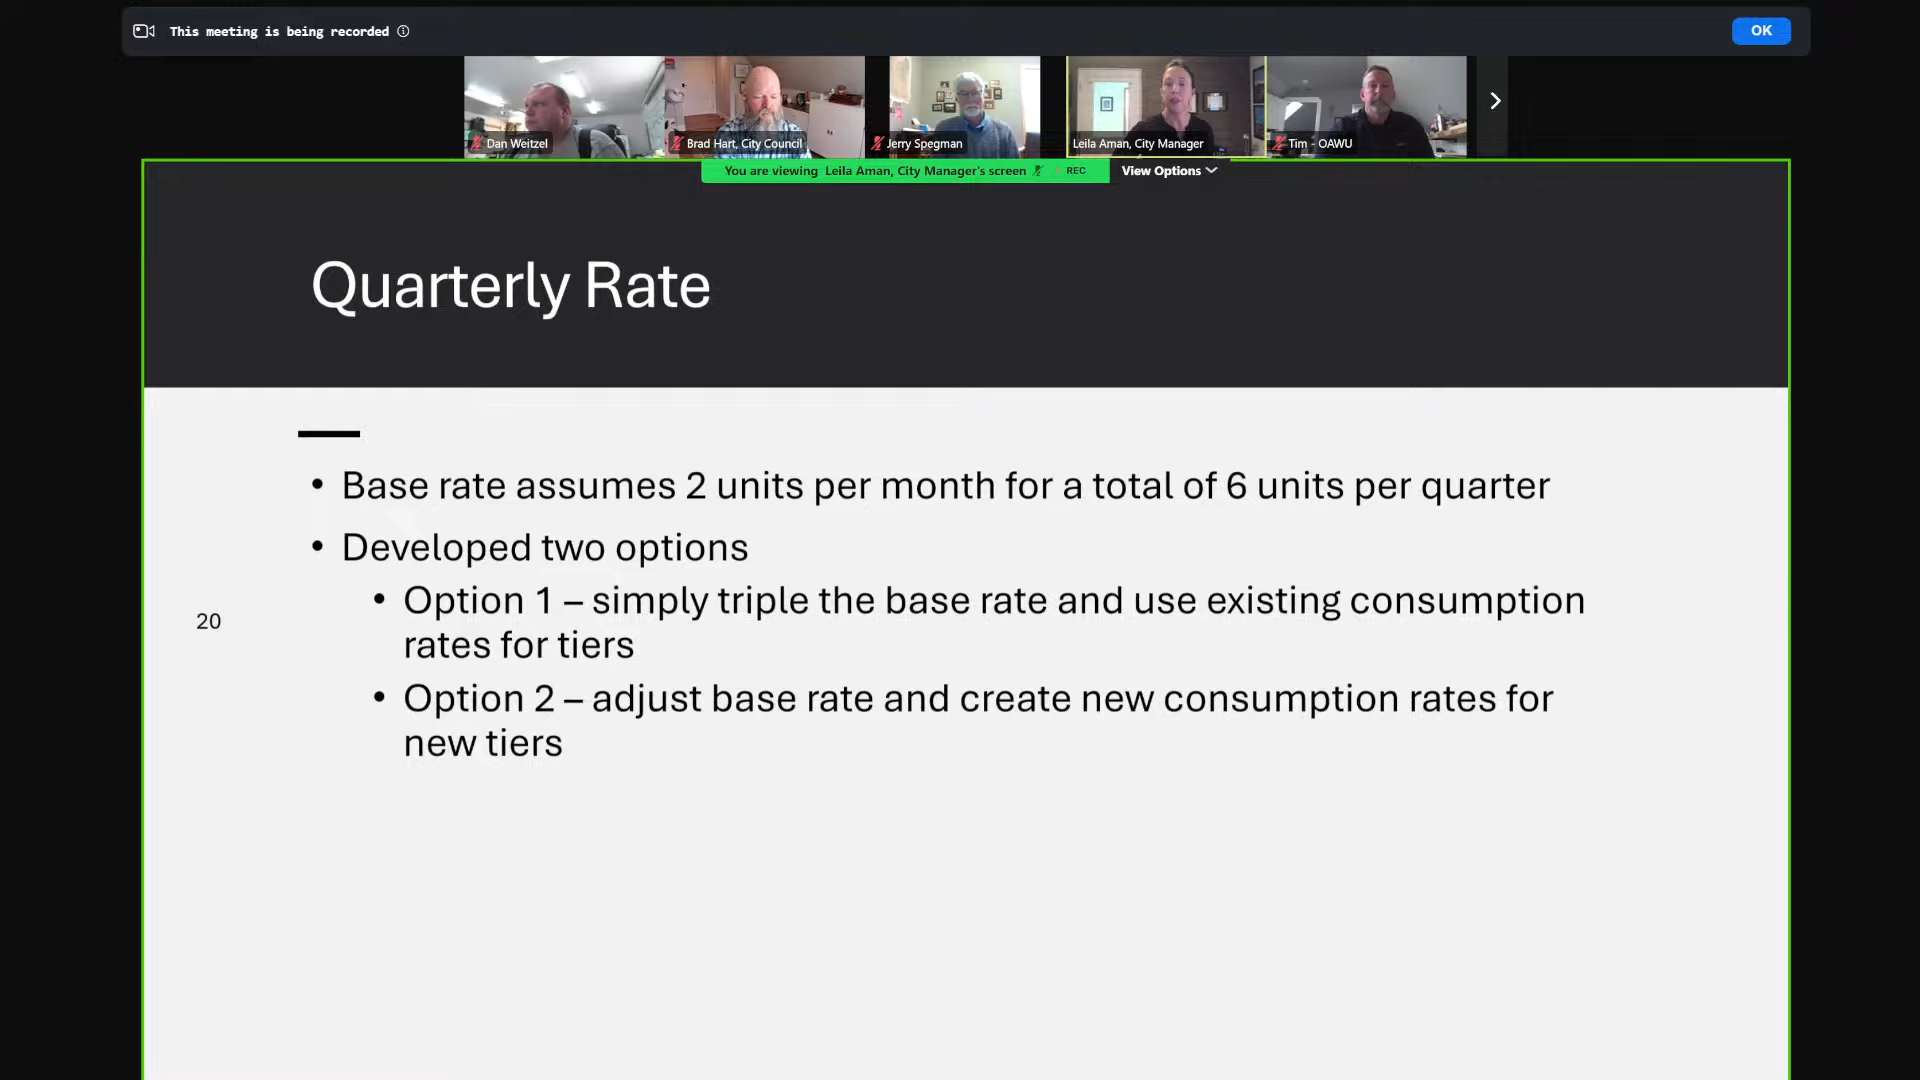 This meeting is being recorded
OK
Dan Weitzel
Brad Hart, City Council
Jerry Spegman
Leila Aman, City Manager
Tim - OAWU
You are viewing Leila Aman, City Manager's screen
REC
View Options
Quarterly Rate
• Base rate assumes 2 units per month for a total of 6 units per quarter
• Developed two options
• Option 1 – simply triple the base rate and use existing consumption
rates for tiers
• Option 2 – adjust base rate and create new consumption rates for
new tiers
20